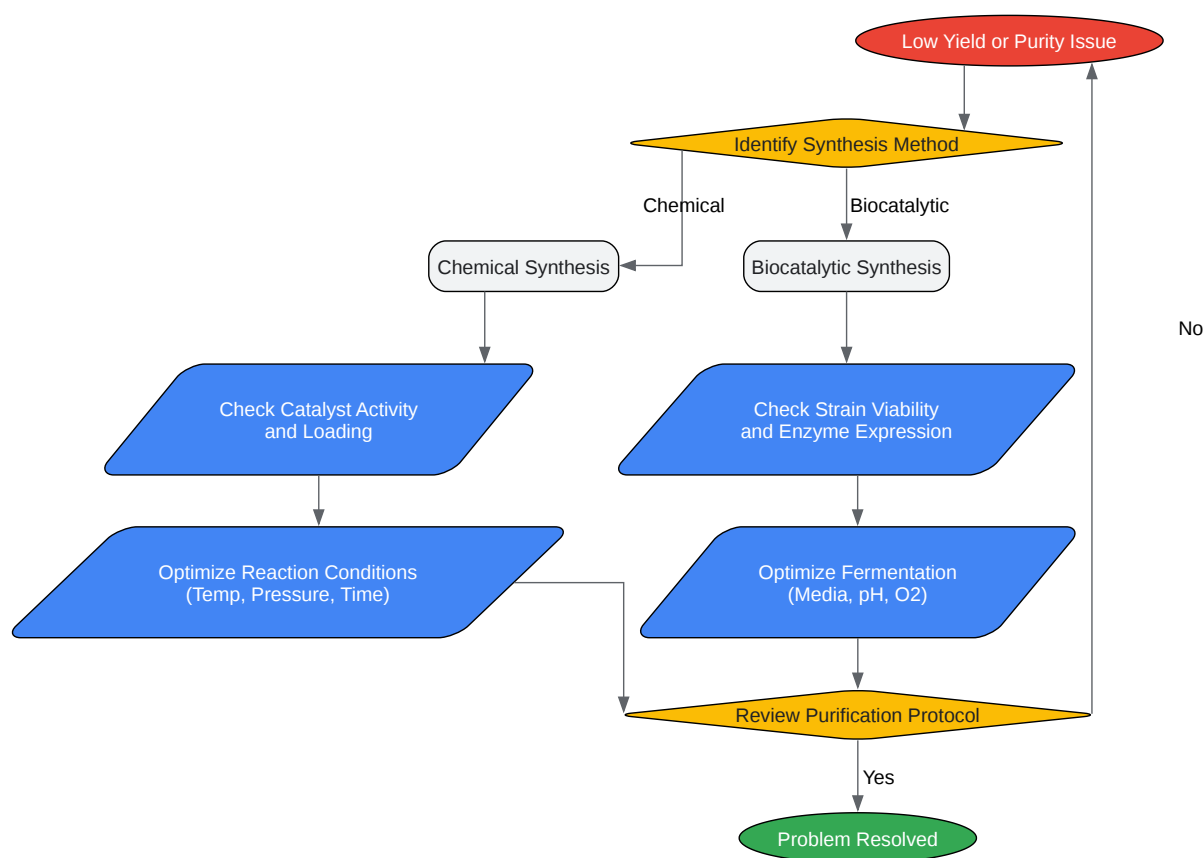 Low Yield or Purity Issue
Identify Synthesis Method
Chemical
Biocatalytic
Chemical Synthesis
Biocatalytic Synthesis
No
Check Catalyst Activity
and Loading
Check Strain Viability
and Enzyme Expression
Optimize Reaction Conditions
(Temp, Pressure, Time)
Optimize Fermentation
(Media, pH, O2)
Review Purification Protocol
Yes
Problem Resolved